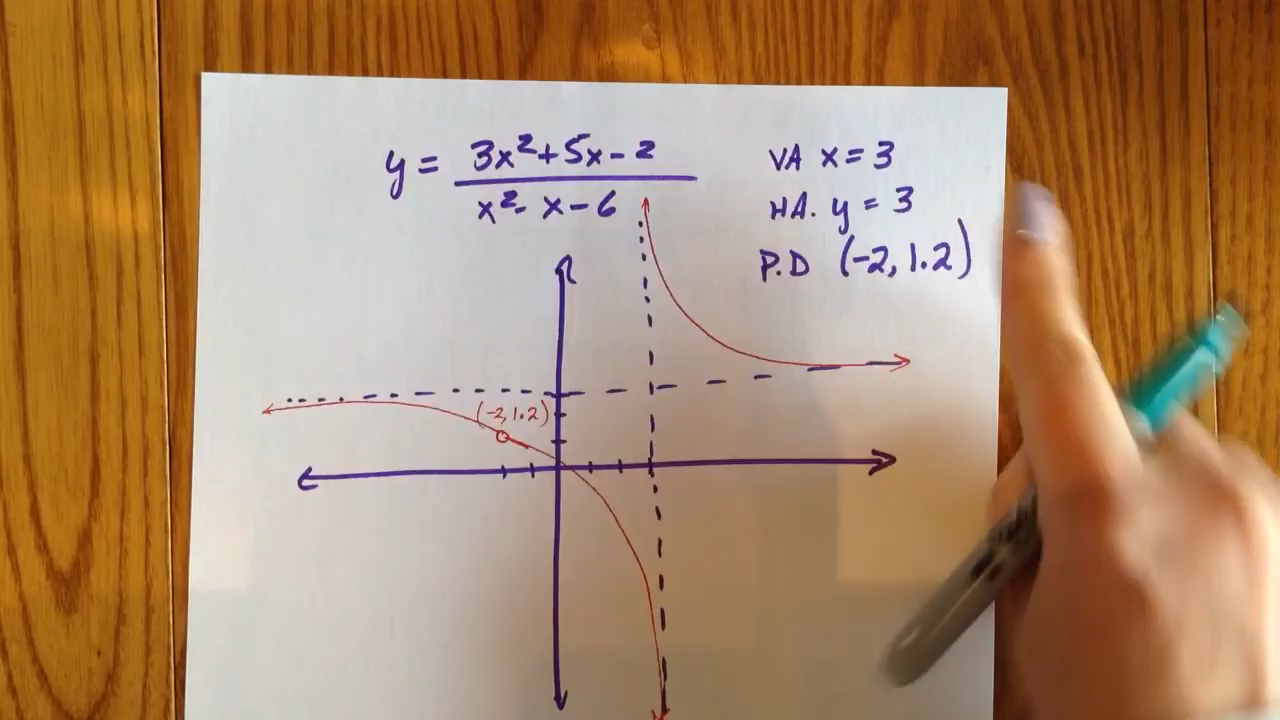 y = 3x²+5x-2 / x²-x-6
VA x=3
HA. y = 3
P.D (-2, 1.2)
(-2, 1.2)